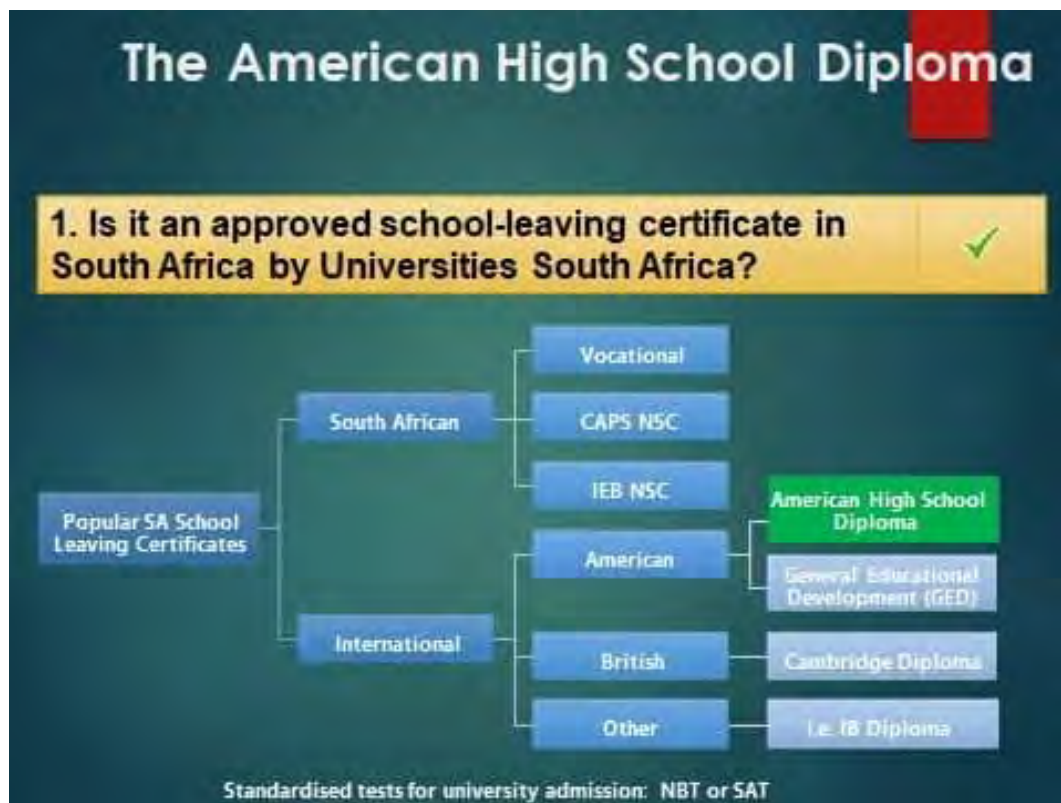 The American High School Diploma
1. Is it an approved school-leaving certificate in
South Africa by Universities South Africa?
Vocational
South African
CAPS NSC
IEB NSC
American High School
Diploma
Popular SA School
Leaving Certificates
American
General Educational
Development (GED)
International
British
Cambridge Diploma
Other
i.e. IB Diploma
Standardised tests for university admission: NBT or SAT